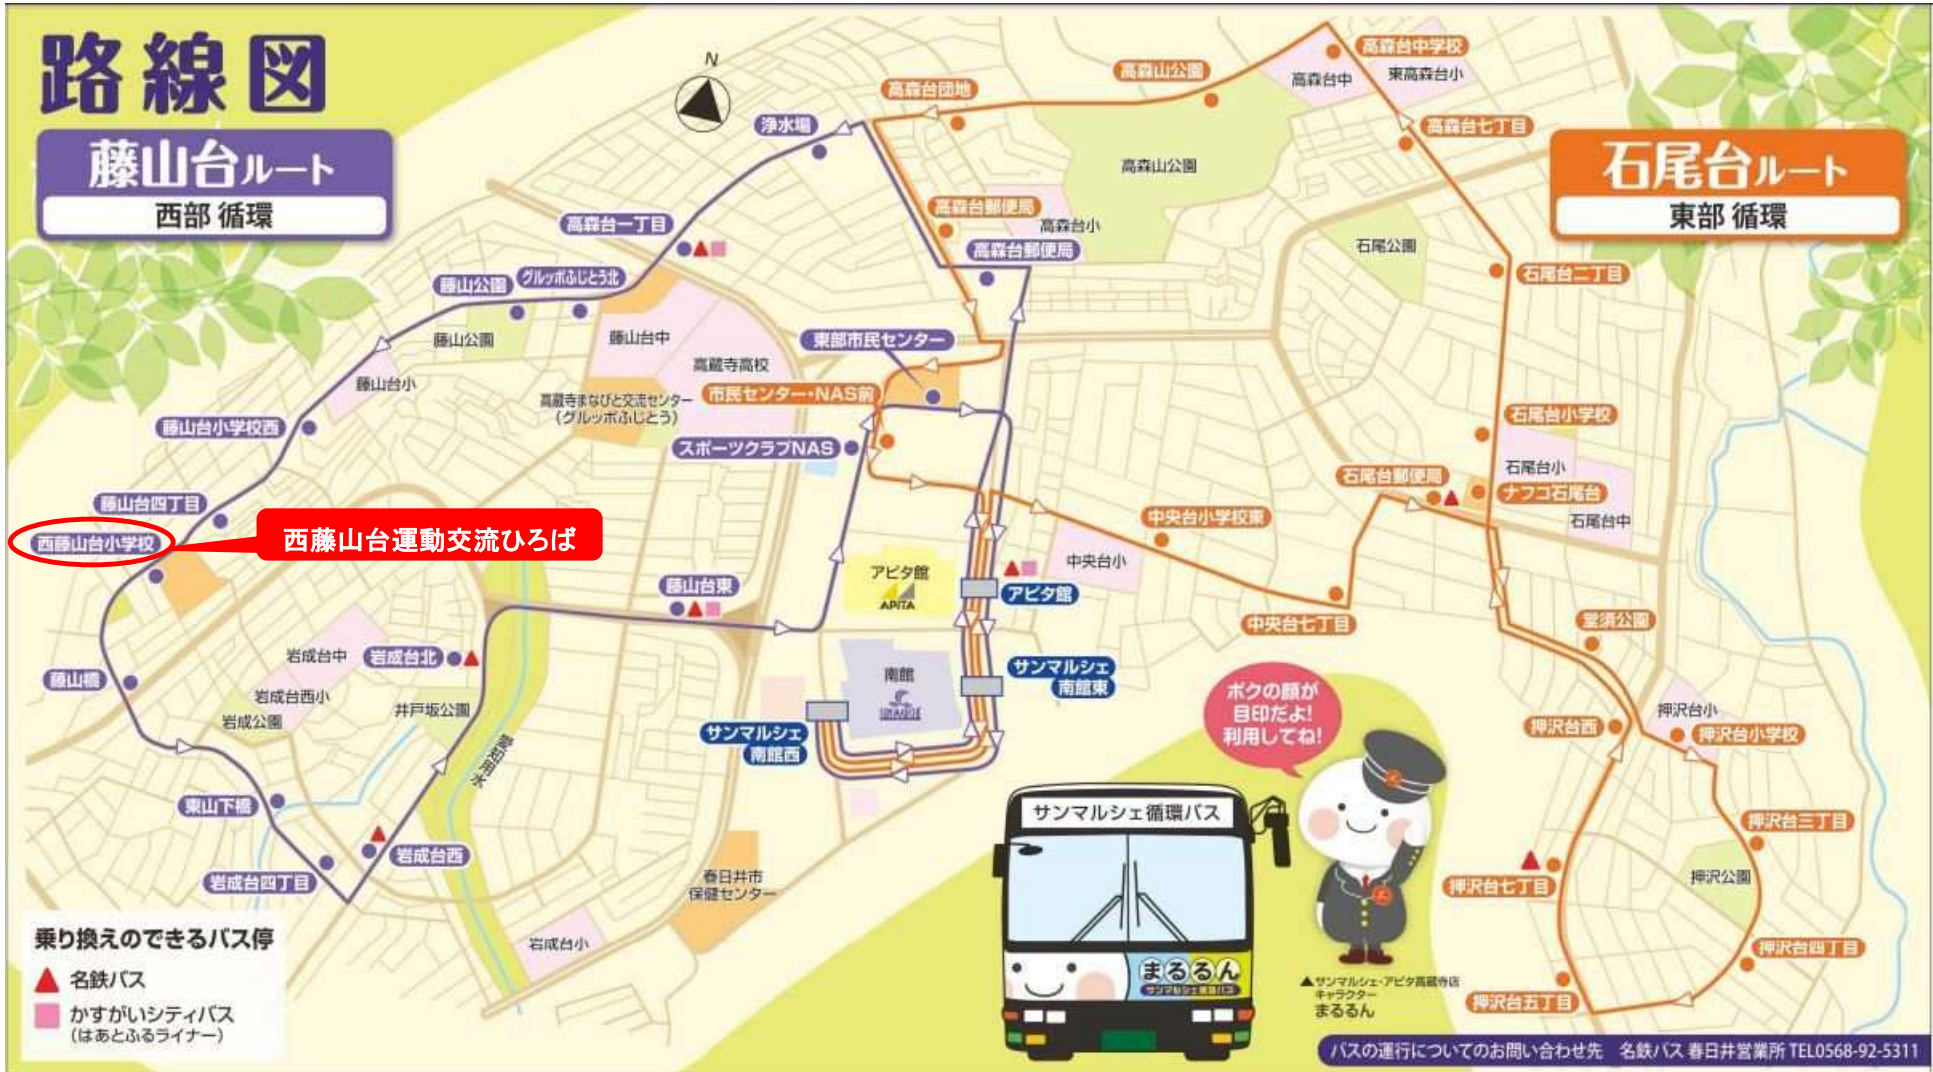 路線図
藤山台ルート
西部 循環
石尾台ルート
東部 循環
N
浄水場
高森台団地
高森山公園
高森台中学校
高森台中
東高森台小
高森台七丁目
高森山公園
高森台一丁目
高森台郵便局
高森台小
高森台郵便局
石尾公園
石尾台二丁目
藤山公園
グルッポふじとう北
藤山公園
藤山台中
高蔵寺高校
東部市民センター
藤山台小
高蔵寺まなびと交流センター
(グルッポふじとう)
市民センター・NAS前
藤山台小学校西
スポーツクラブNAS
石尾台小学校
石尾台小
石尾台郵便局
ナフコ石尾台
石尾台中
藤山台四丁目
西藤山台小学校
西藤山台運動交流ひろば
中央台小学校東
中央台小
アピタ館
APiTA
アピタ館
藤山台東
中央台七丁目
堂須公園
岩成台中
岩成台北
藤山橋
岩成台西小
岩成公園
井戸坂公園
愛知用水
南館
サンマルシェ
南館東
サンマルシェ
南館西
ボクの顔が
目印だよ!
利用してね!
押沢台西
押沢台小
押沢台小学校
東山下橋
岩成台西
岩成台四丁目
春日井市
保健センター
岩成台小
サンマルシェ循環バス
まるるん
サンマルシェ循環バス
押沢台三丁目
押沢台七丁目
押沢公園
押沢台四丁目
押沢台五丁目
▲サンマルシェ・アピタ高蔵寺店
キャラクター
まるるん
乗り換えのできるバス停
名鉄バス
かすがいシティバス
(はあとふるライナー)
バスの運行についてのお問い合わせ先 名鉄バス 春日井営業所 TEL0568-92-5311